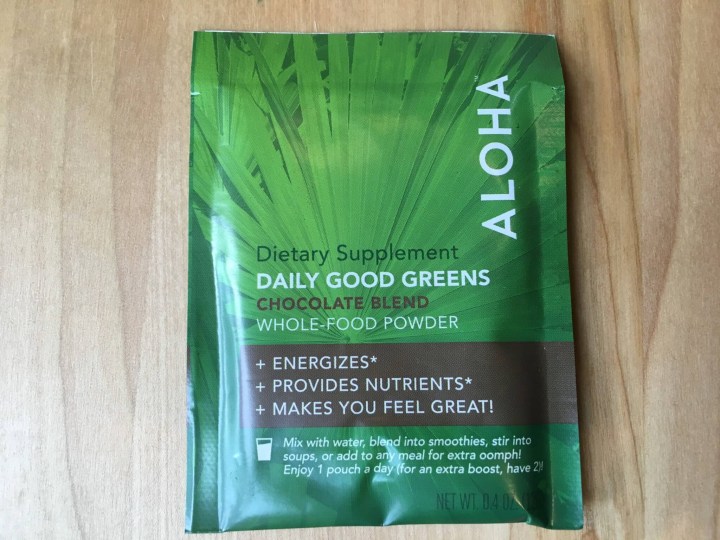 ALOHA™
Dietary Supplement
DAILY GOOD GREENS
CHOCOLATE BLEND
WHOLE-FOOD POWDER
+ ENERGIZES*
+ PROVIDES NUTRIENTS*
+ MAKES YOU FEEL GREAT!
Mix with water, blend into smoothies, stir into
soups, or add to any meal for extra oomph!
Enjoy 1 pouch a day (for an extra boost, have 2)!
NET WT. 0.4 OZ.